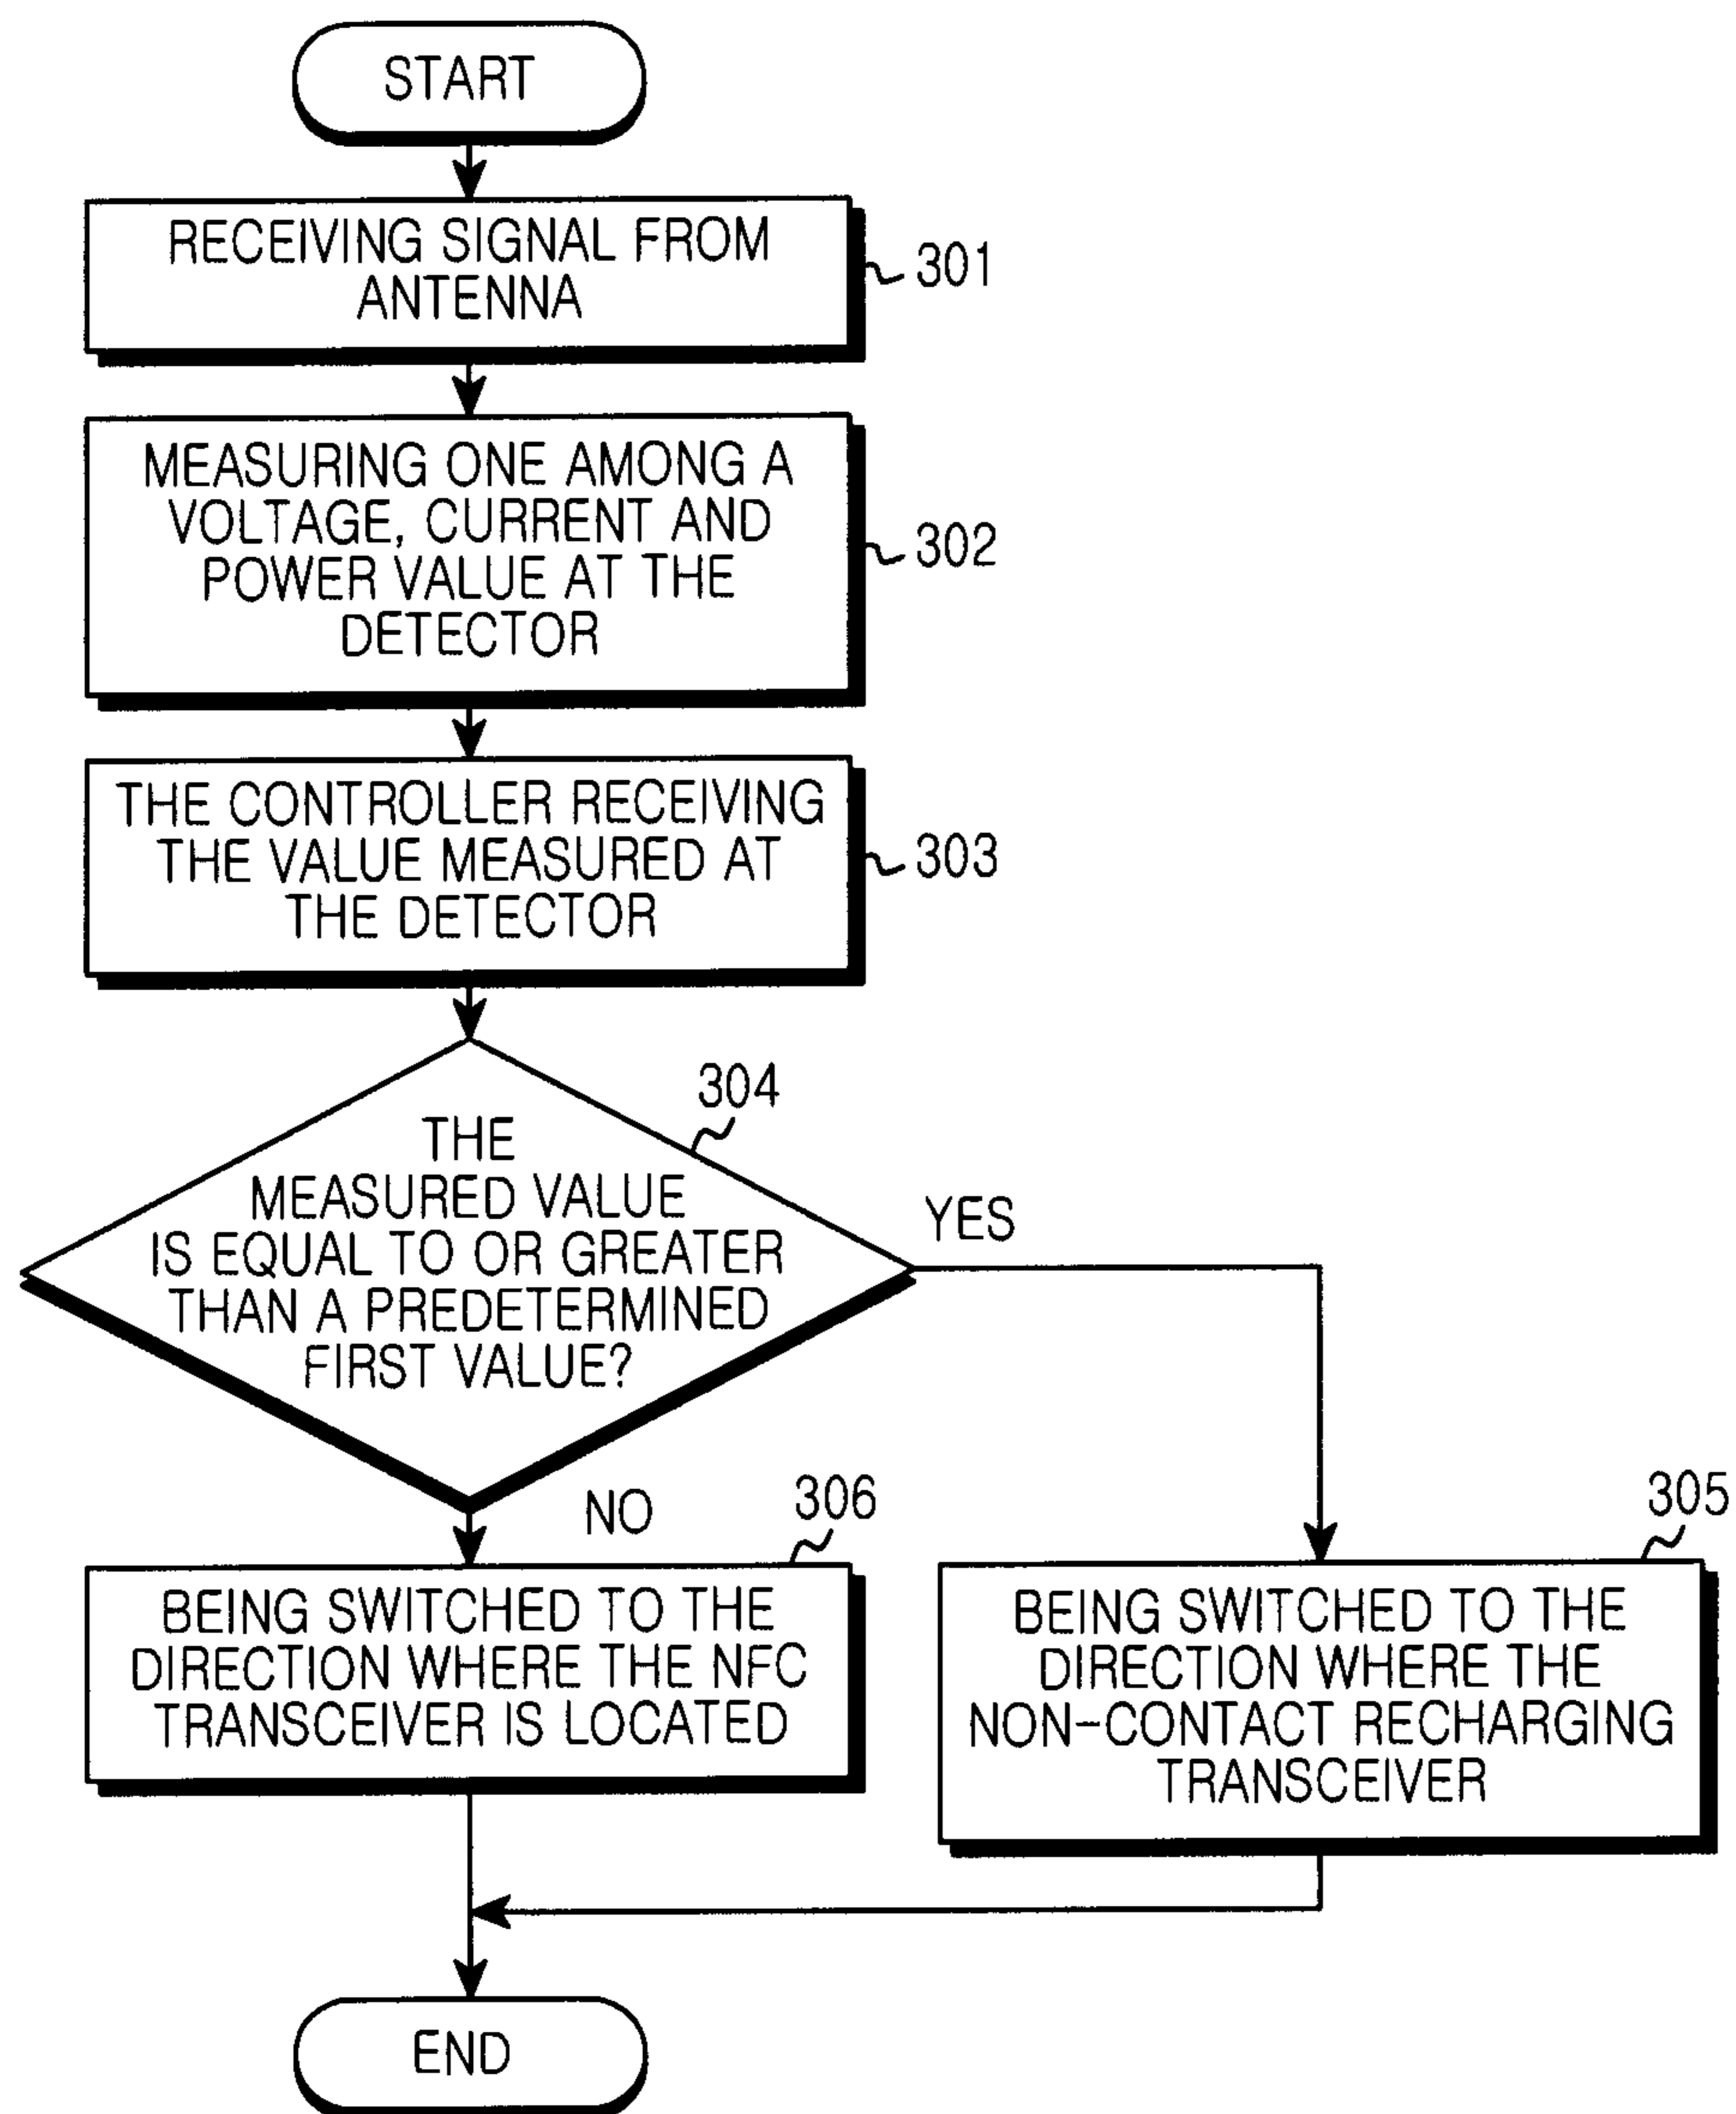 START
RECEIVING SIGNAL FROM
ANTENNA
301
MEASURING ONE AMONG A
VOLTAGE, CURRENT AND
POWER VALUE AT THE
DETECTOR
302
THE CONTROLLER RECEIVING
THE VALUE MEASURED AT
THE DETECTOR
303
304
THE
MEASURED VALUE
IS EQUAL TO OR GREATER
THAN A PREDETERMINED
FIRST VALUE?
YES
NO
306
BEING SWITCHED TO THE
DIRECTION WHERE THE NFC
TRANSCEIVER IS LOCATED
305
BEING SWITCHED TO THE
DIRECTION WHERE THE
NON-CONTACT RECHARGING
TRANSCEIVER
END